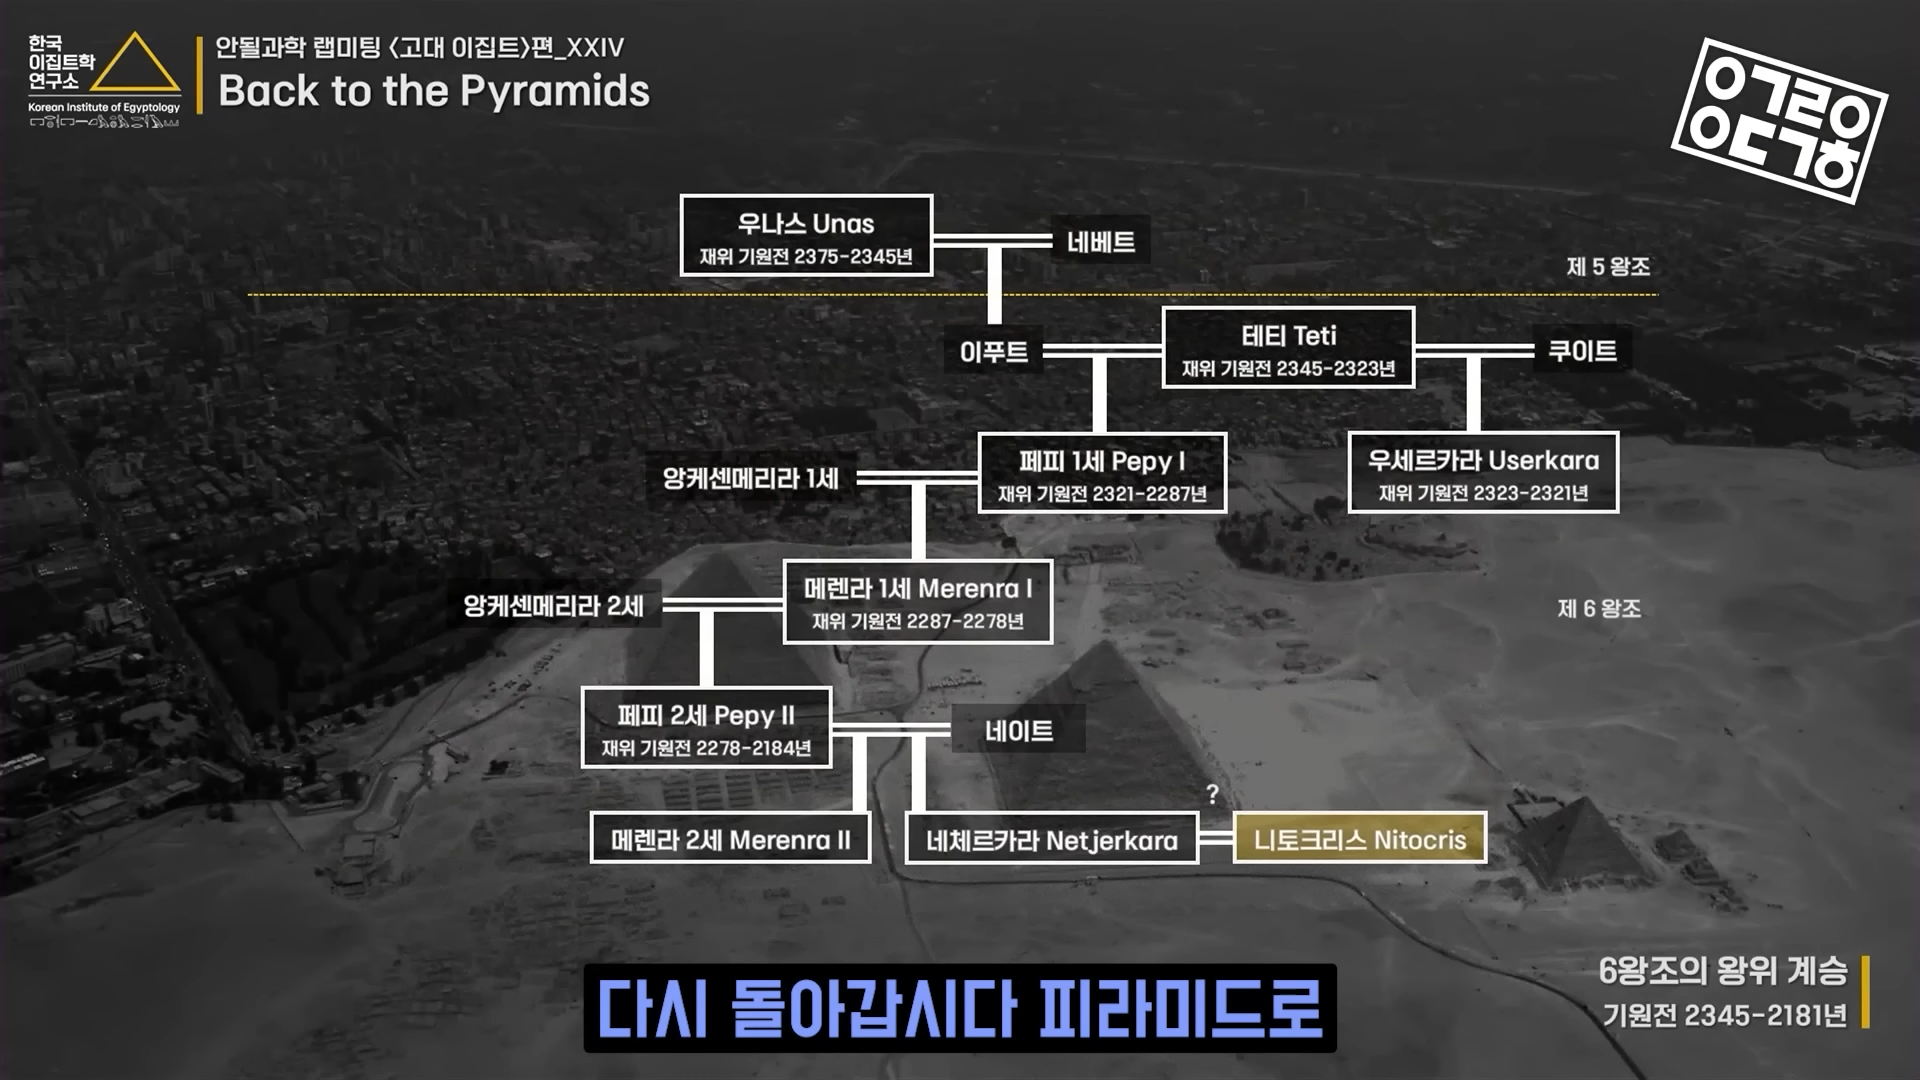 한국
이집트학
연구소
Korean Institute of Egyptology
안될과학 랩미팅 〈고대 이집트〉편_XXIV
Back to the Pyramids
우나스 Unas
재위 기원전 2375-2345년
네베트
제 5 왕조
이푸트
테티 Teti
재위 기원전 2345-2323년
쿠이트
앙케센메리라 1세
페피 1세 Pepy I
재위 기원전 2321-2287년
우세르카라 Userkara
재위 기원전 2323-2321년
앙케센메리라 2세
메렌라 1세 Merenra I
재위 기원전 2287-2278년
제 6 왕조
페피 2세 Pepy II
재위 기원전 2278-2184년
네이트
?
메렌라 2세 Merenra II
네체르카라 Netjerkara
니토크리스 Nitocris
6왕조의 왕위 계승
기원전 2345-2181년
다시 돌아갑시다 피라미드로